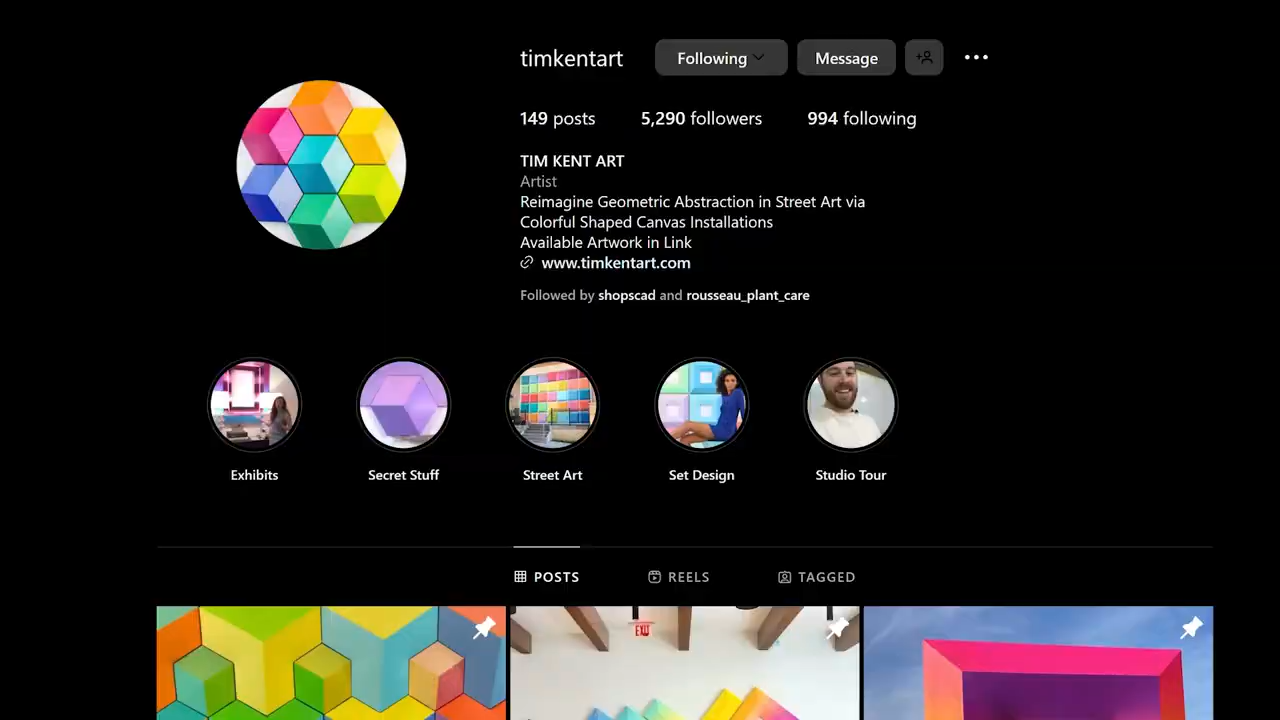 timkentart Following Message
149 posts 5,290 followers 994 following
TIM KENT ART
Artist
Reimagine Geometric Abstraction in Street Art via
Colorful Shaped Canvas Installations
Available Artwork in Link
www.timkentart.com
Followed by shopscad and rousseau_plant_care
Exhibits Secret Stuff Street Art Set Design Studio Tour
POSTS REELS TAGGED
EXIT